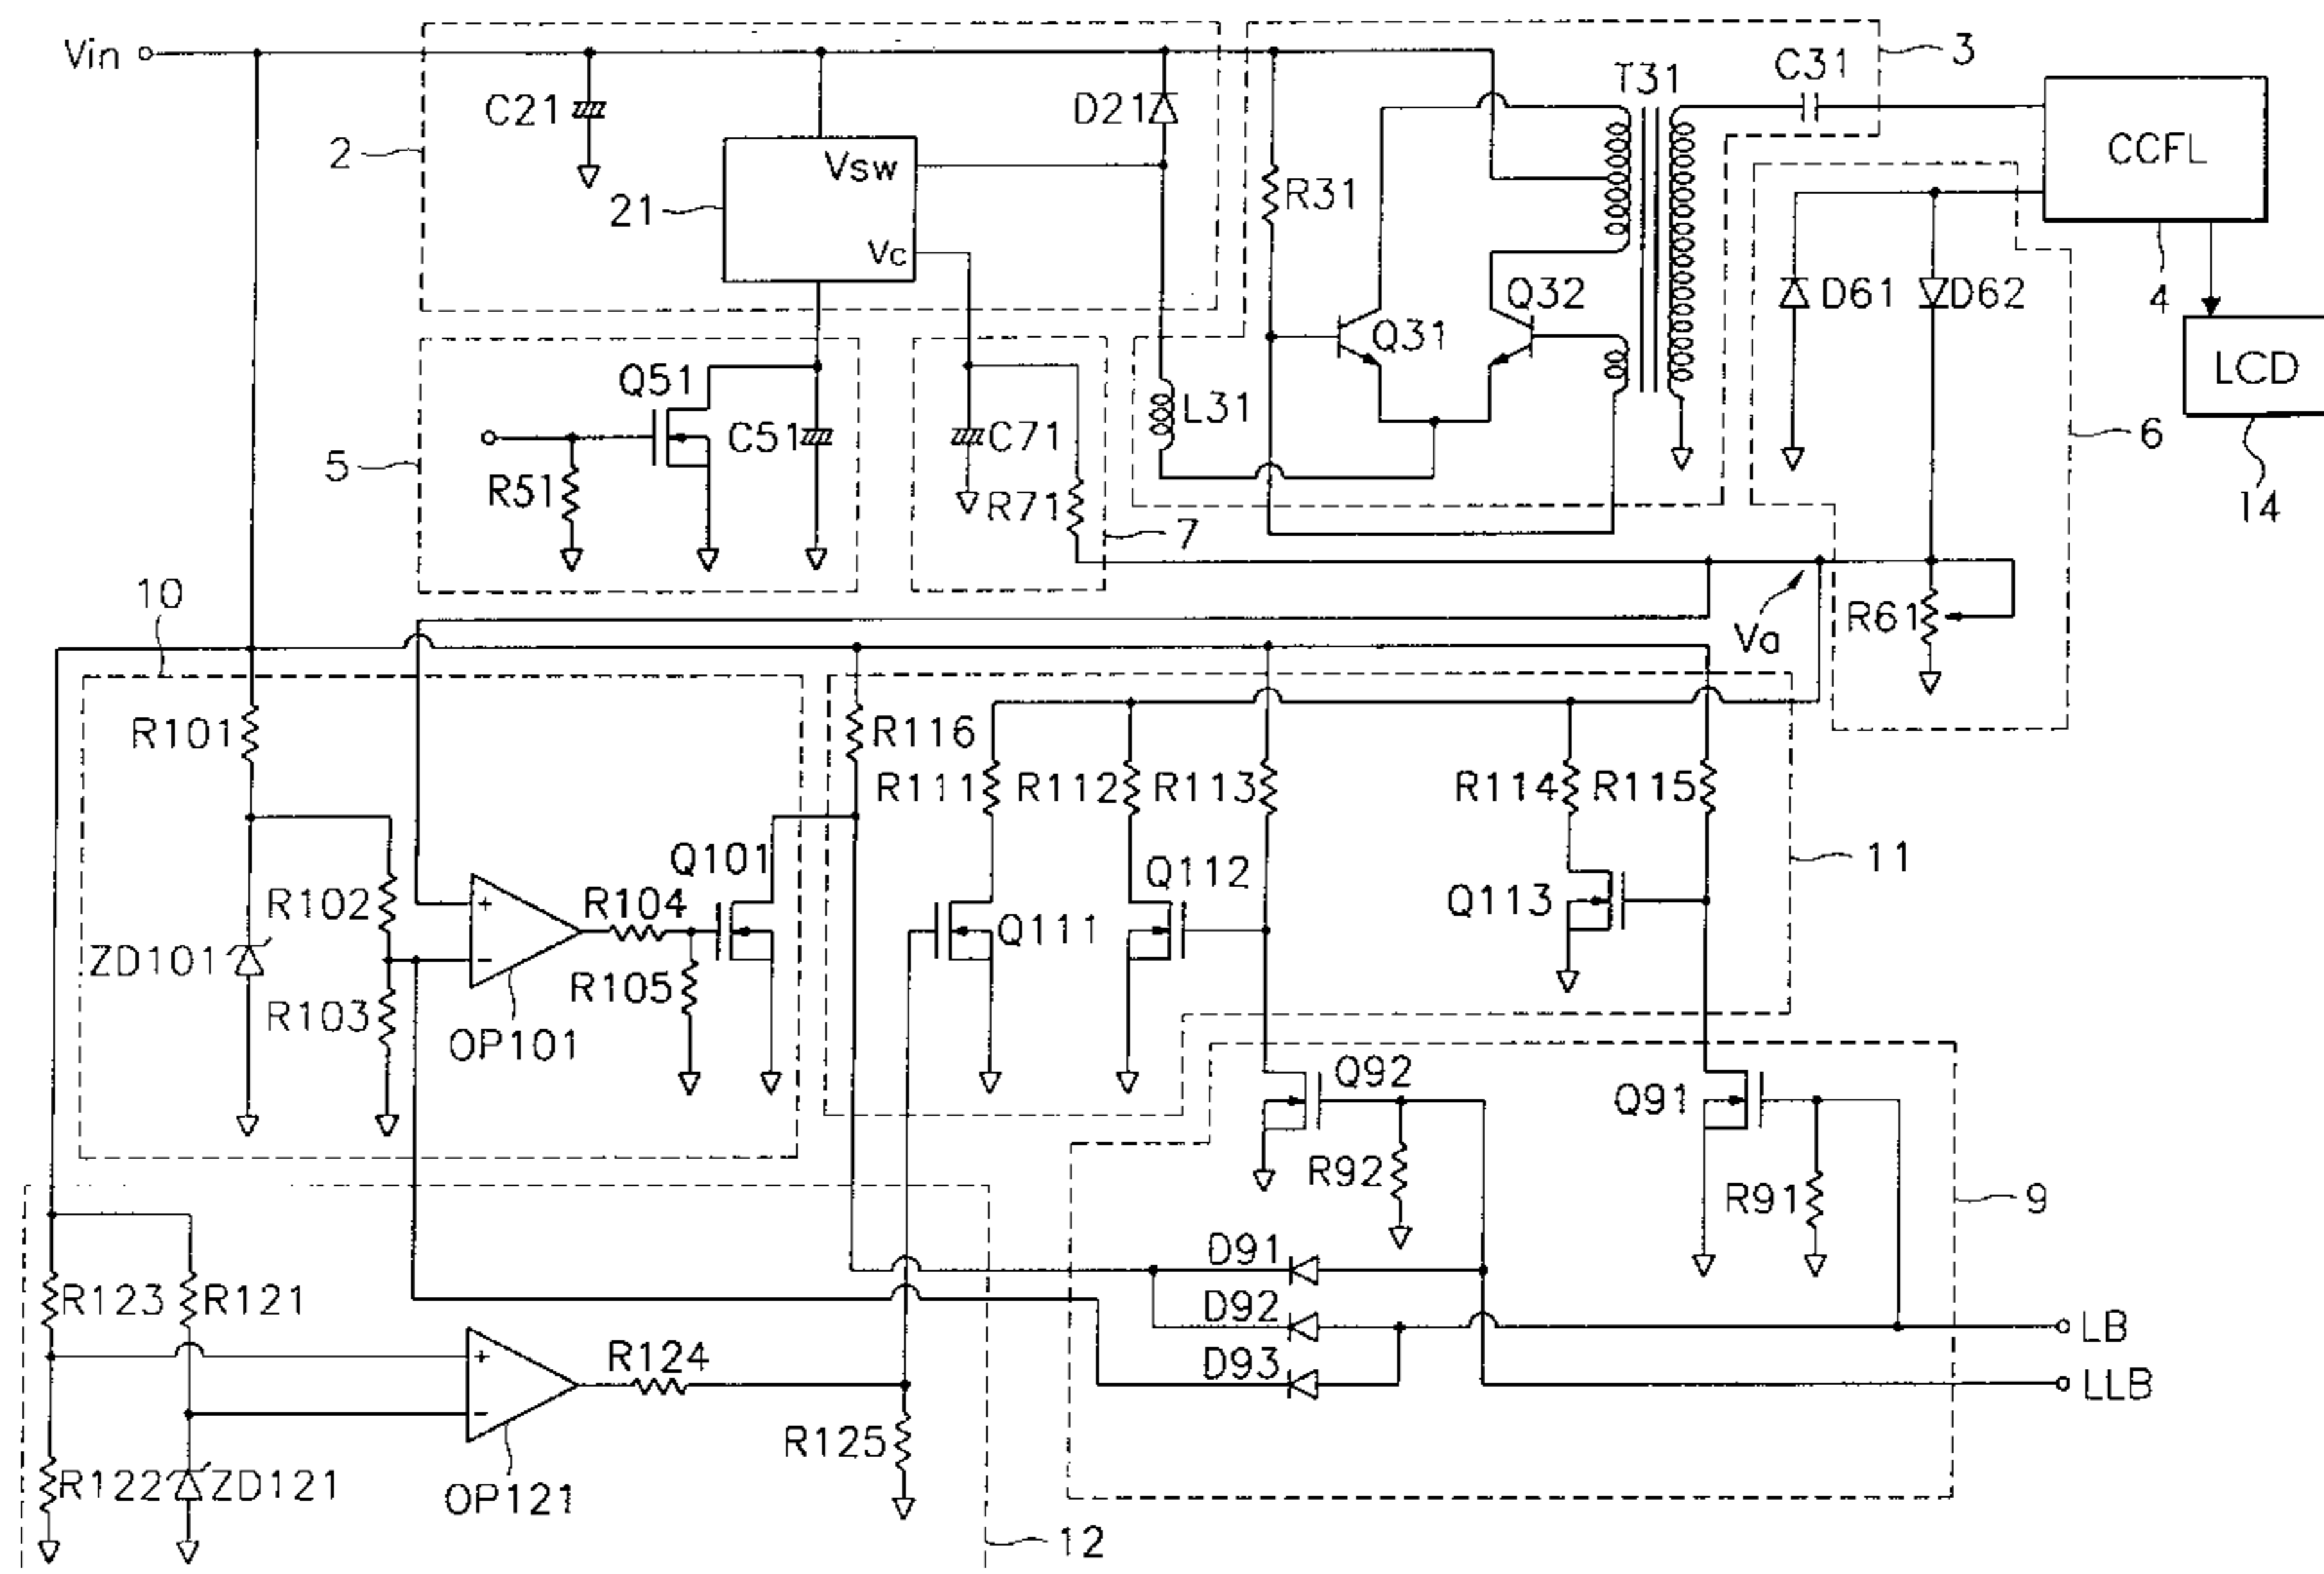 Vin
C21
2
21
Vsw
Vc
D21
R31
T31
C31
3
CCFL
4
LCD
14
Q31
Q32
D61
D62
L31
6
Q51
C51
5
R51
C71
R71
7
Va
R61
10
R101
R116
R111
R112
R113
R114
R115
Q101
Q112
Q113
11
R102
R104
ZD101
R105
Q111
R103
OP101
Q92
Q91
R92
R91
9
D91
R123
R121
D92
LB
R124
D93
LLB
R125
R122
ZD121
OP121
12
+
-
+
-